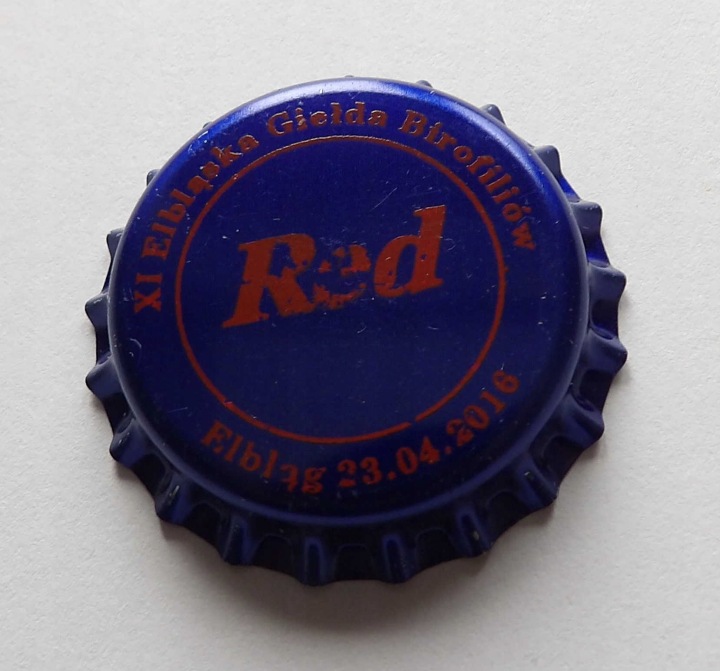 XI Elbląska Giełda Birofiliów
Red
Elbląg 23.04.2016